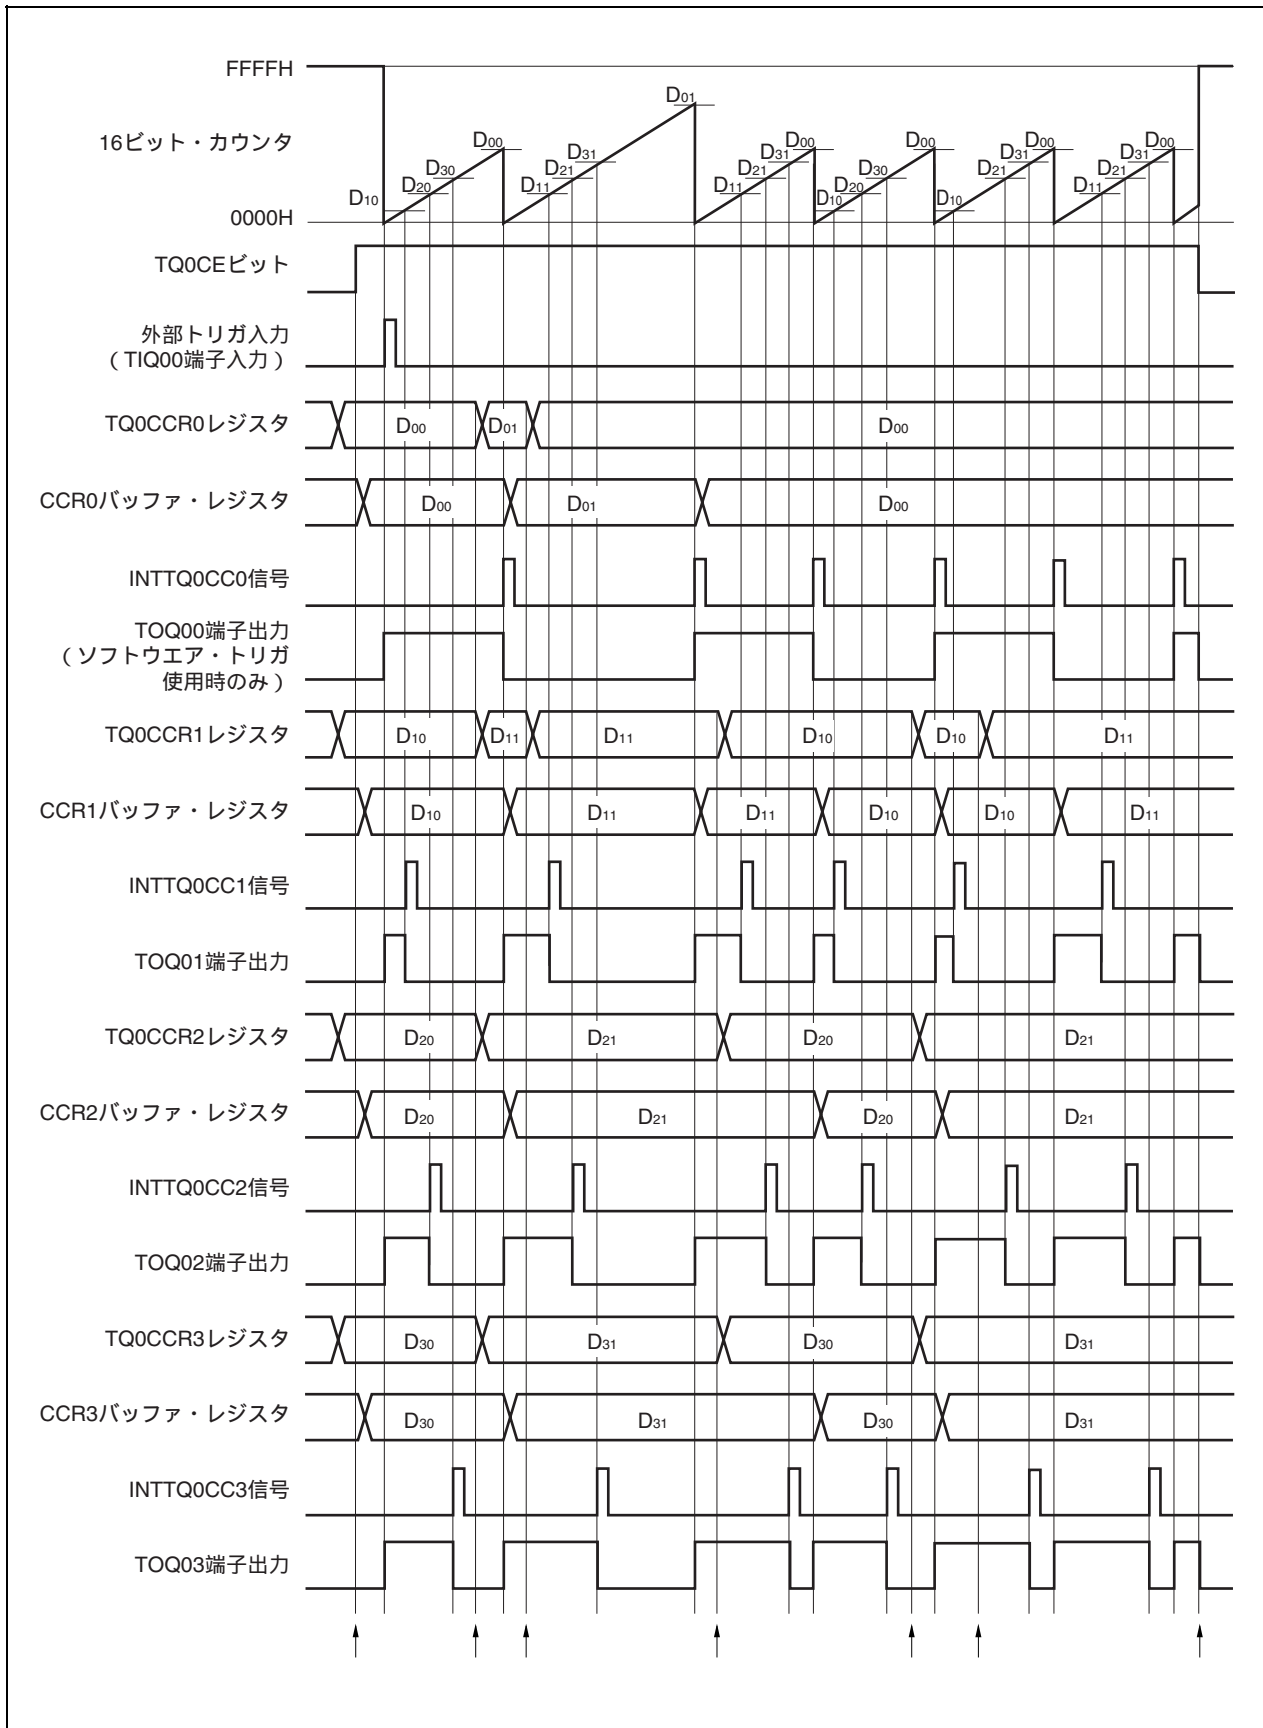 FFFFH
D01
16ビット・カウンタ
D00 D00 D00 D00 D00
D30 D31 D31 D30 D31 D31
D20 D21 D21 D21 D21
D10 D11 D11 D10 D20 D10 D11
0000H
TQ0CEビット
外部トリガ入力
(TIQ00端子入力)
TQ0CCR0レジスタ D00 D01 D00
CCR0バッファ・レジスタ D00 D01 D00
INTTQ0CC0信号
TOQ00端子出力
(ソフトウエア・トリガ
使用時のみ)
TQ0CCR1レジスタ D10 D11 D11 D10 D10 D11
CCR1バッファ・レジスタ D10 D11 D11 D10 D10 D11
INTTQ0CC1信号
TOQ01端子出力
TQ0CCR2レジスタ D20 D21 D20 D21
CCR2バッファ・レジスタ D20 D21 D20 D21
INTTQ0CC2信号
TOQ02端子出力
TQ0CCR3レジスタ D30 D31 D30 D31
CCR3バッファ・レジスタ D30 D31 D30 D31
INTTQ0CC3信号
TOQ03端子出力